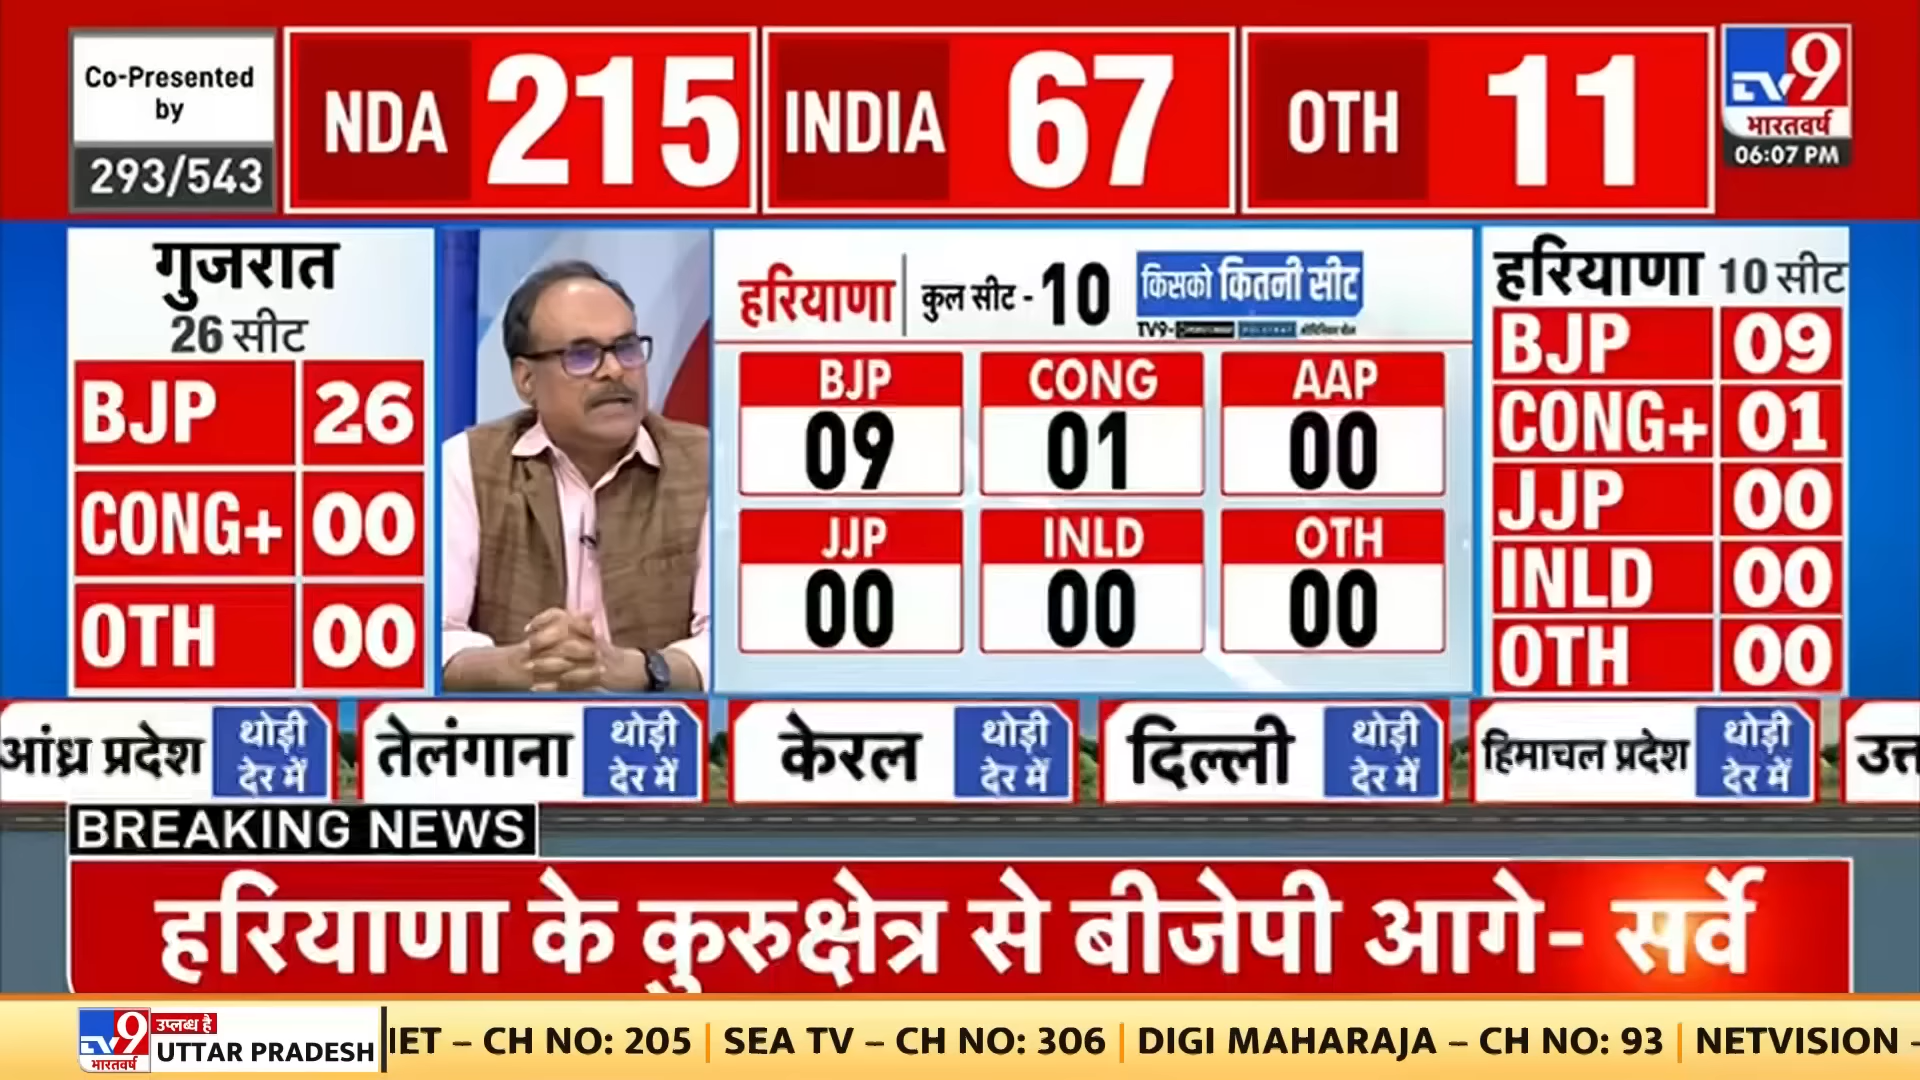 Co-Presented
by
293/543
NDA 215
INDIA 67
OTH 11
TV9
भारतवर्ष
06:07 PM
गुजरात
26 सीट
BJP 26
CONG+ 00
OTH 00
हरियाणा
कुल सीट - 10
किसको कितनी सीट
TV9-
BJP CONG AAP
09 01 00
JJP INLD OTH
00 00 00
हरियाणा 10 सीट
BJP 09
CONG+ 01
JJP 00
INLD 00
OTH 00
आंध्र प्रदेश थोड़ी देर में
तेलंगाना थोड़ी देर में
केरल थोड़ी देर में
दिल्ली थोड़ी देर में
हिमाचल प्रदेश थोड़ी देर में
उत्त
BREAKING NEWS
हरियाणा के कुरुक्षेत्र से बीजेपी आगे- सर्वे
TV9
भारतवर्ष
उपलब्ध है
UTTAR PRADESH
IET – CH NO: 205 | SEA TV – CH NO: 306 | DIGI MAHARAJA – CH NO: 93 | NETVISION -